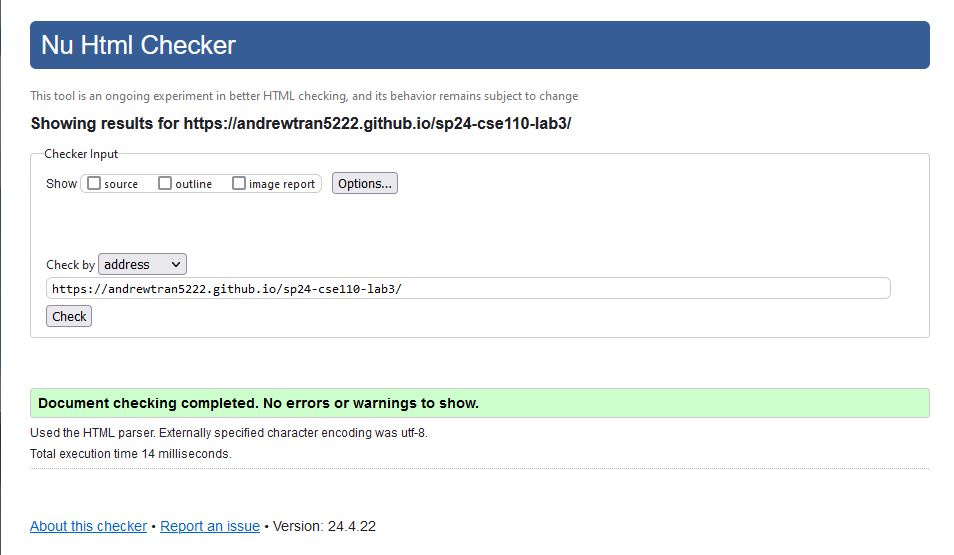 Nu Html Checker
This tool is an ongoing experiment in better HTML checking, and its behavior remains subject to change
Showing results for https://andrewtran5222.github.io/sp24-cse110-lab3/
Checker Input
Show source outline image report Options...
Check by address
https://andrewtran5222.github.io/sp24-cse110-lab3/
Check
Document checking completed. No errors or warnings to show.
Used the HTML parser. Externally specified character encoding was utf-8.
Total execution time 14 milliseconds.
About this checker • Report an issue • Version: 24.4.22